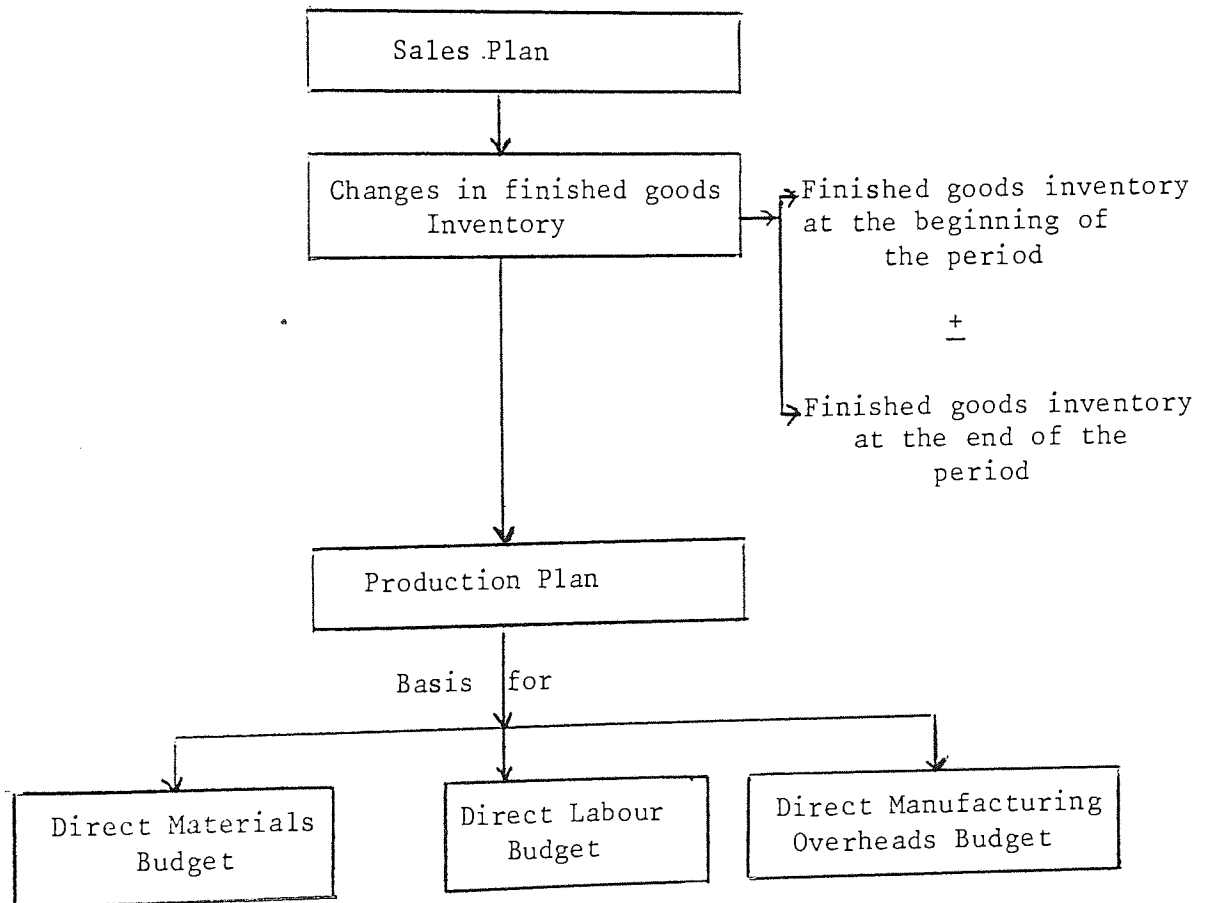 Sales Plan
Changes in finished goods
Inventory
Finished goods inventory
at the beginning of
the period
±
Finished goods inventory
at the end of the
period
Production Plan
Basis for
Direct Materials
Budget
Direct Labour
Budget
Direct Manufacturing
Overheads Budget